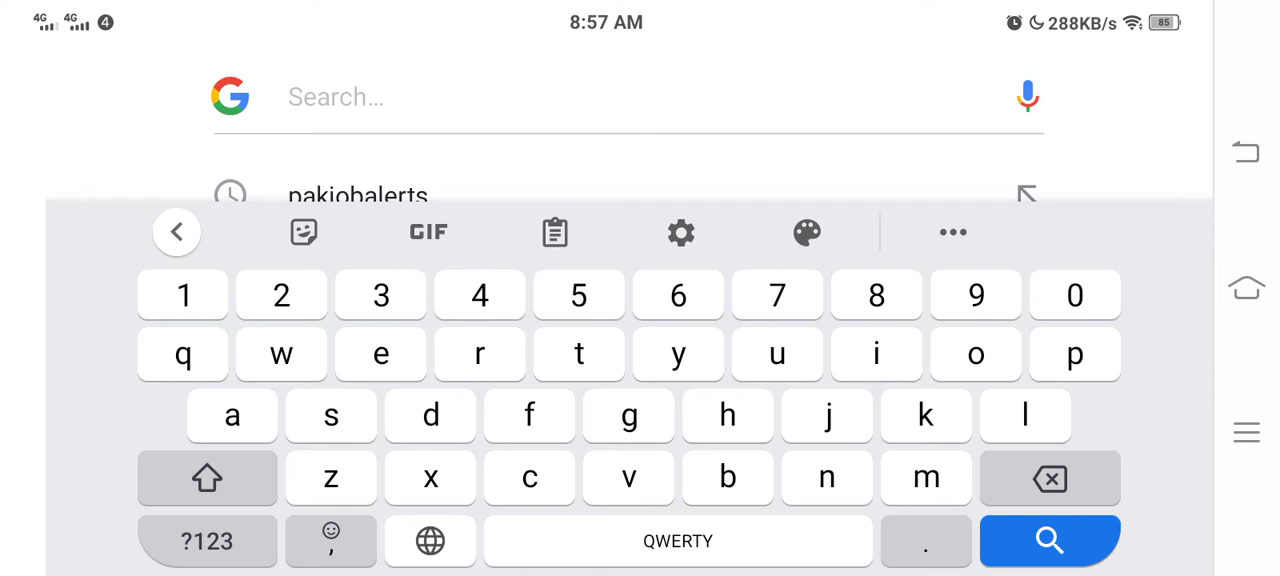 4G 4G 4 8:57 AM 288KB/s 85
Search...
pakjobalerts
GIF
1 2 3 4 5 6 7 8 9 0
q w e r t y u i o p
a s d f g h j k l
z x c v b n m
?123 , QWERTY .